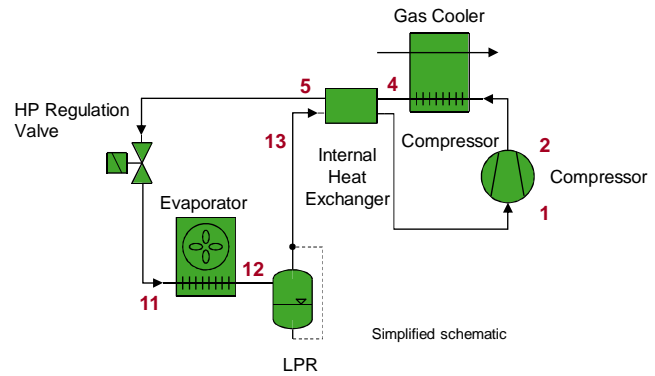 Gas Cooler
5
4
HP Regulation
Valve
13
Compressor
2
Internal
Heat
Exchanger
Compressor
1
Evaporator
12
11
Simplified schematic
LPR